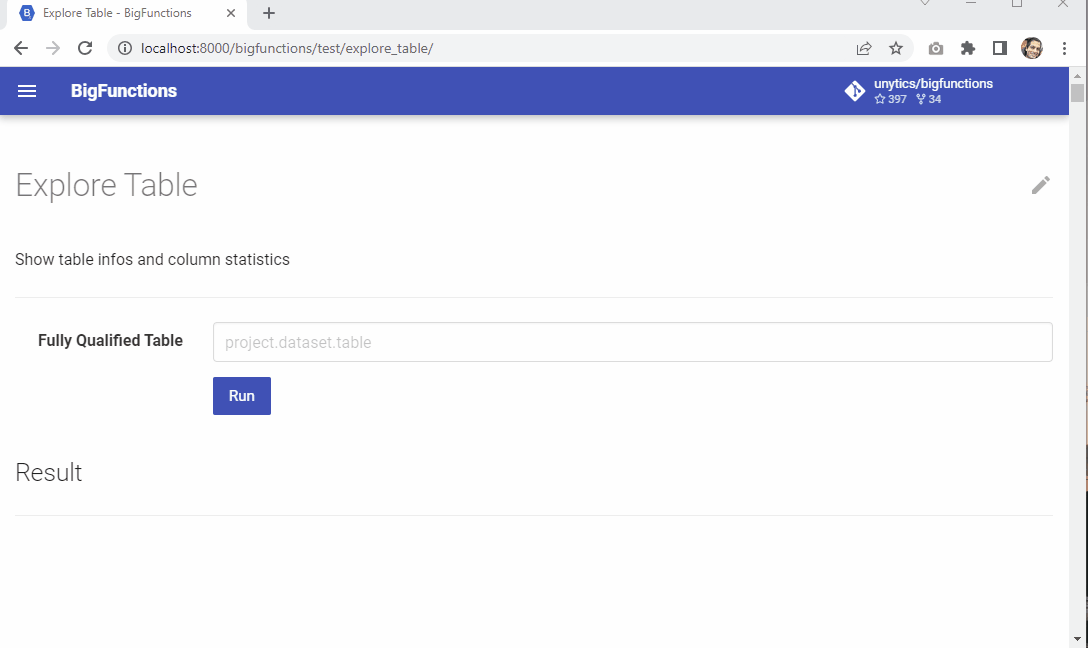 Explore Table - BigFunctions
localhost:8000/bigfunctions/test/explore_table/
BigFunctions
unytics/bigfunctions
397 34
Explore Table
Show table infos and column statistics
Fully Qualified Table
project.dataset.table
Run
Result